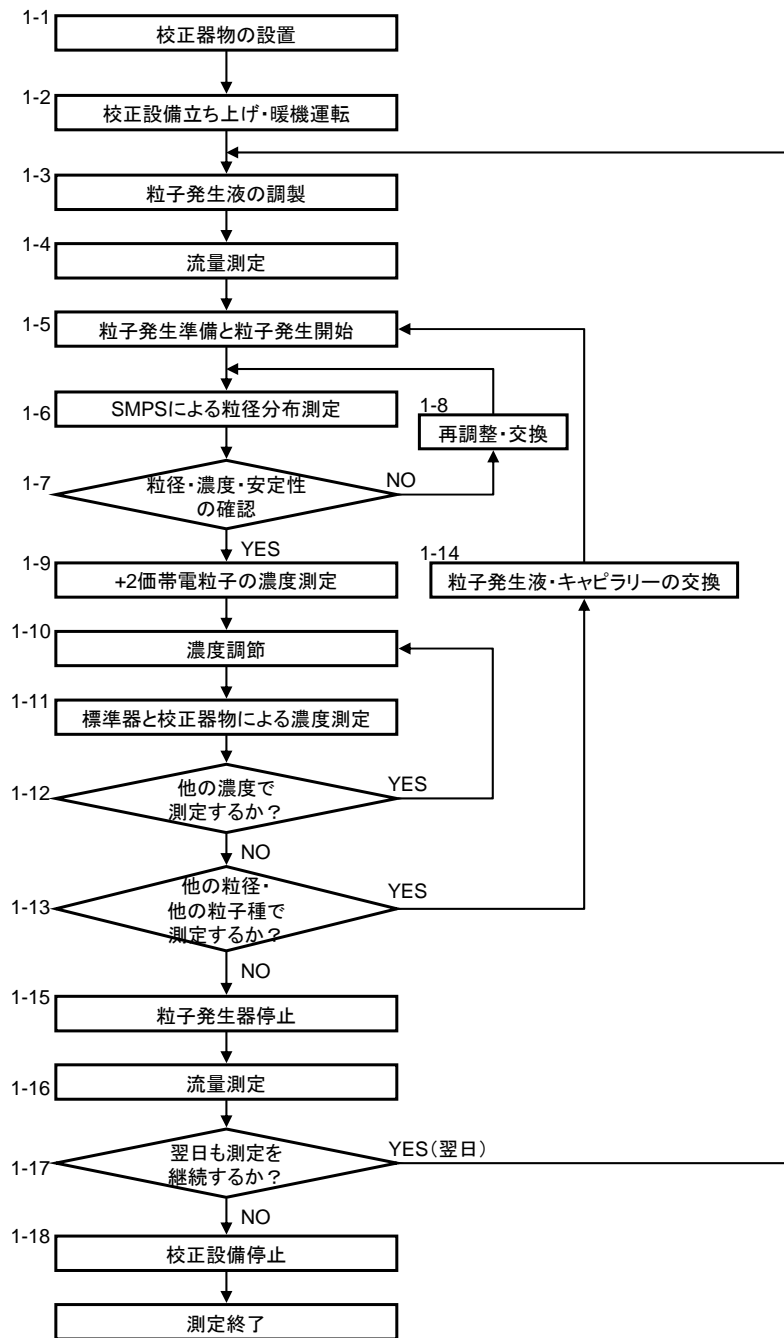 1-1
校正器物の設置
1-2
校正設備立ち上げ・暖機運転
1-3
粒子発生液の調製
1-4
流量測定
1-5
粒子発生準備と粒子発生開始
1-6
SMPSによる粒径分布測定
1-8
再調整・交換
1-7
粒径・濃度・安定性
の確認
NO
YES
1-9
+2価帯電粒子の濃度測定
1-14
粒子発生液・キャピラリーの交換
1-10
濃度調節
1-11
標準器と校正器物による濃度測定
1-12
他の濃度で
測定するか？
YES
NO
1-13
他の粒径・
他の粒子種で
測定するか？
YES
NO
1-15
粒子発生器停止
1-16
流量測定
1-17
翌日も測定を
継続するか？
YES（翌日）
NO
1-18
校正設備停止
測定終了